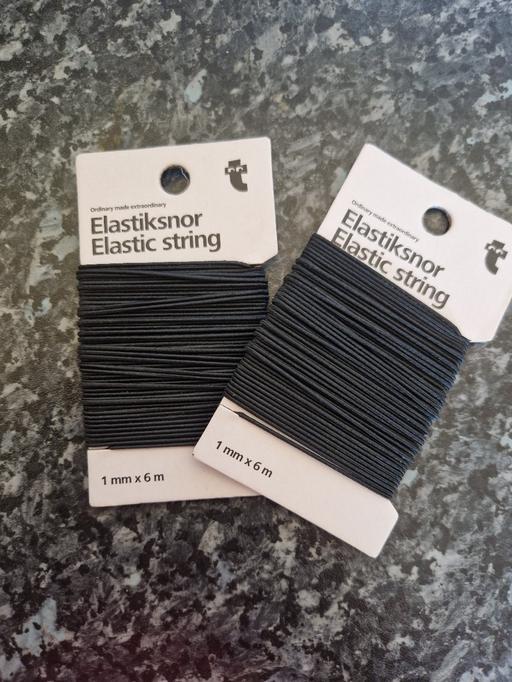 Ordinary made extraordinary
Elastiksnor
Elastic string
1 mm x 6 m
Ordinary made extraordinary
Elastiksnor
Elastic string
1 mm x 6 m